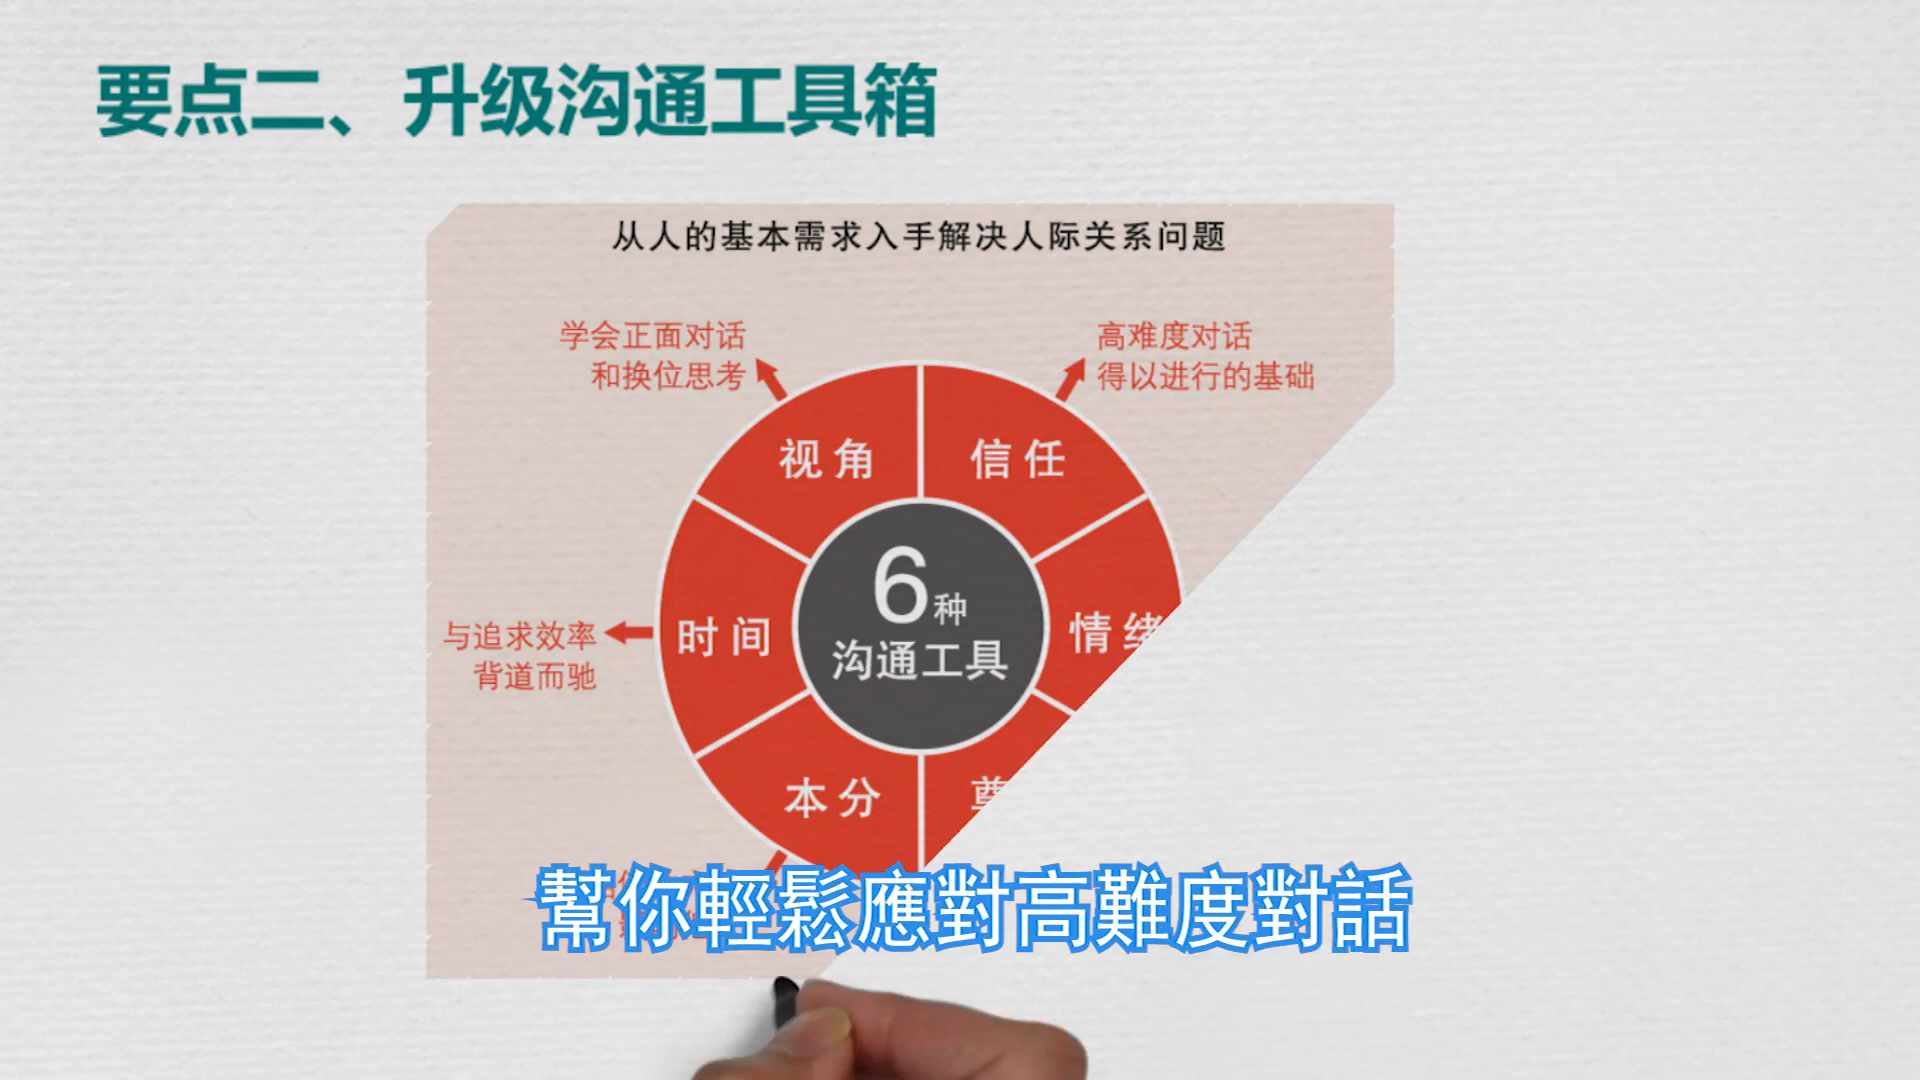 要点二、升级沟通工具箱
从人的基本需求入手解决人际关系问题
学会正面对话
和换位思考
高难度对话
得以进行的基础
视角
信任
6种
沟通工具
时间
情绪
与追求效率
背道而驰
本分
幫你輕鬆應對高難度對話